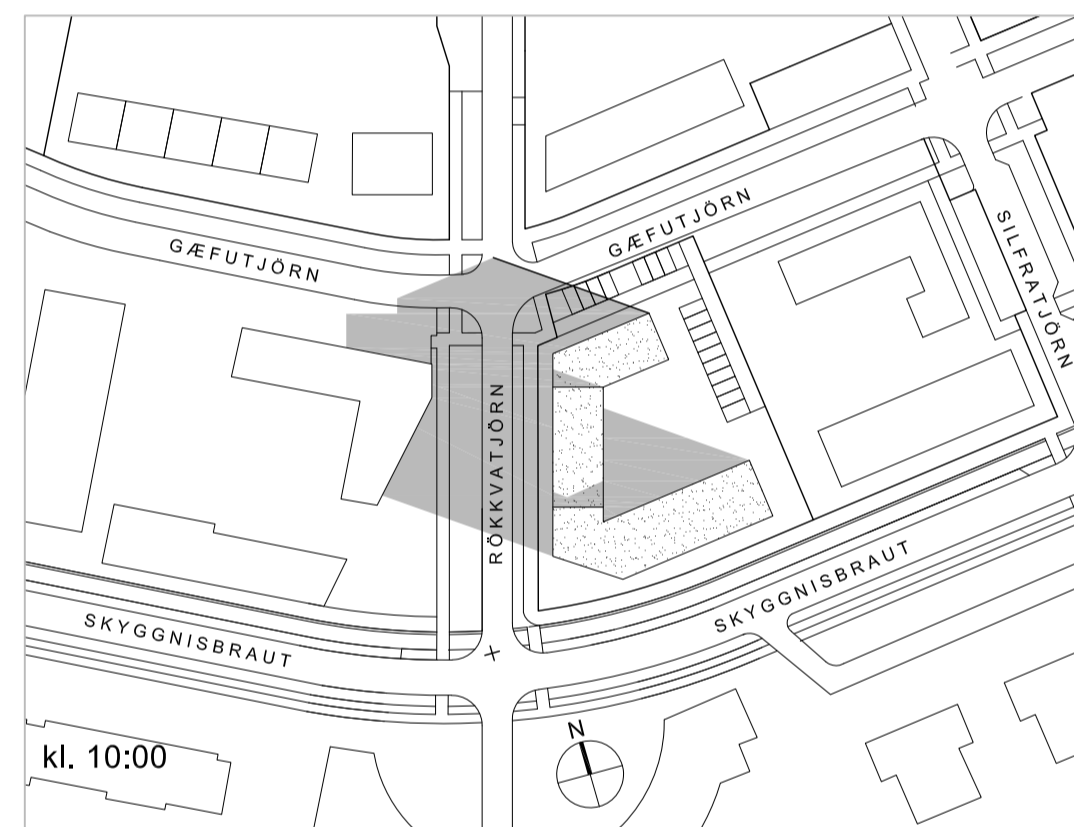 GÆFUTJÖRN
GÆFUTJÖRN
SILFRATJÖRN
RÖKKVATJÖRN
SKYGGNISBRAUT
SKYGGNISBRAUT
N
kl. 10:00